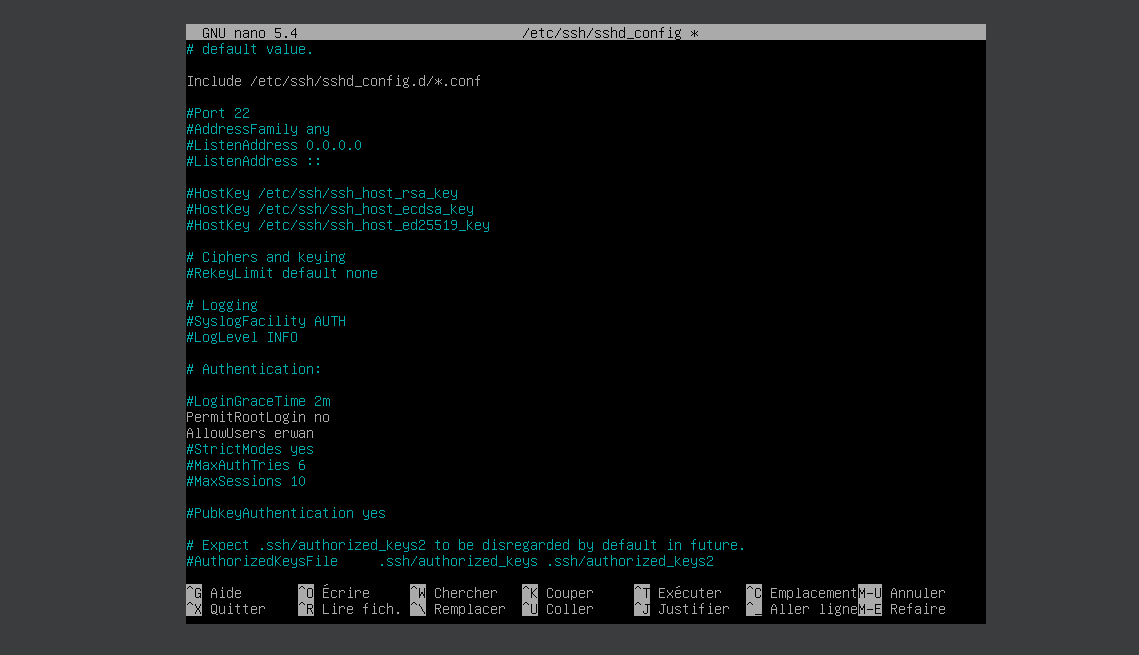 GNU nano 5.4 /etc/ssh/sshd_config *
# default value.
Include /etc/ssh/sshd_config.d/*.conf
#Port 22
#AddressFamily any
#ListenAddress 0.0.0.0
#ListenAddress ::
#HostKey /etc/ssh/ssh_host_rsa_key
#HostKey /etc/ssh/ssh_host_ecdsa_key
#HostKey /etc/ssh/ssh_host_ed25519_key
# Ciphers and keying
#RekeyLimit default none
# Logging
#SyslogFacility AUTH
#LogLevel INFO
# Authentication:
#LoginGraceTime 2m
PermitRootLogin no
AllowUsers erwan
#StrictModes yes
#MaxAuthTries 6
#MaxSessions 10
#PubkeyAuthentication yes
# Expect .ssh/authorized_keys2 to be disregarded by default in future.
#AuthorizedKeysFile .ssh/authorized_keys .ssh/authorized_keys2
^G Aide ^O Écrire ^W Chercher ^K Couper ^T Exécuter ^C Emplacement M-U Annuler
^X Quitter ^R Lire fich. ^\ Remplacer ^U Coller ^J Justifier ^_ Aller ligne M-E Refaire